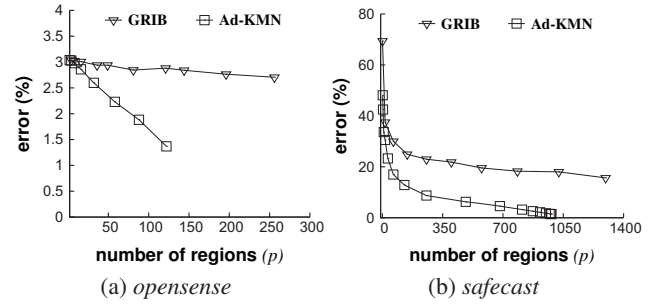 GRIB Ad-KMN
4
3.5
3
2.5
2
1.5
1
0.5
0
error (%)
50 100 150 200 250 300
number of regions (p)
(a) opensense
GRIB Ad-KMN
80
60
40
20
0
error (%)
0 350 700 1050 1400
number of regions (p)
(b) safecast